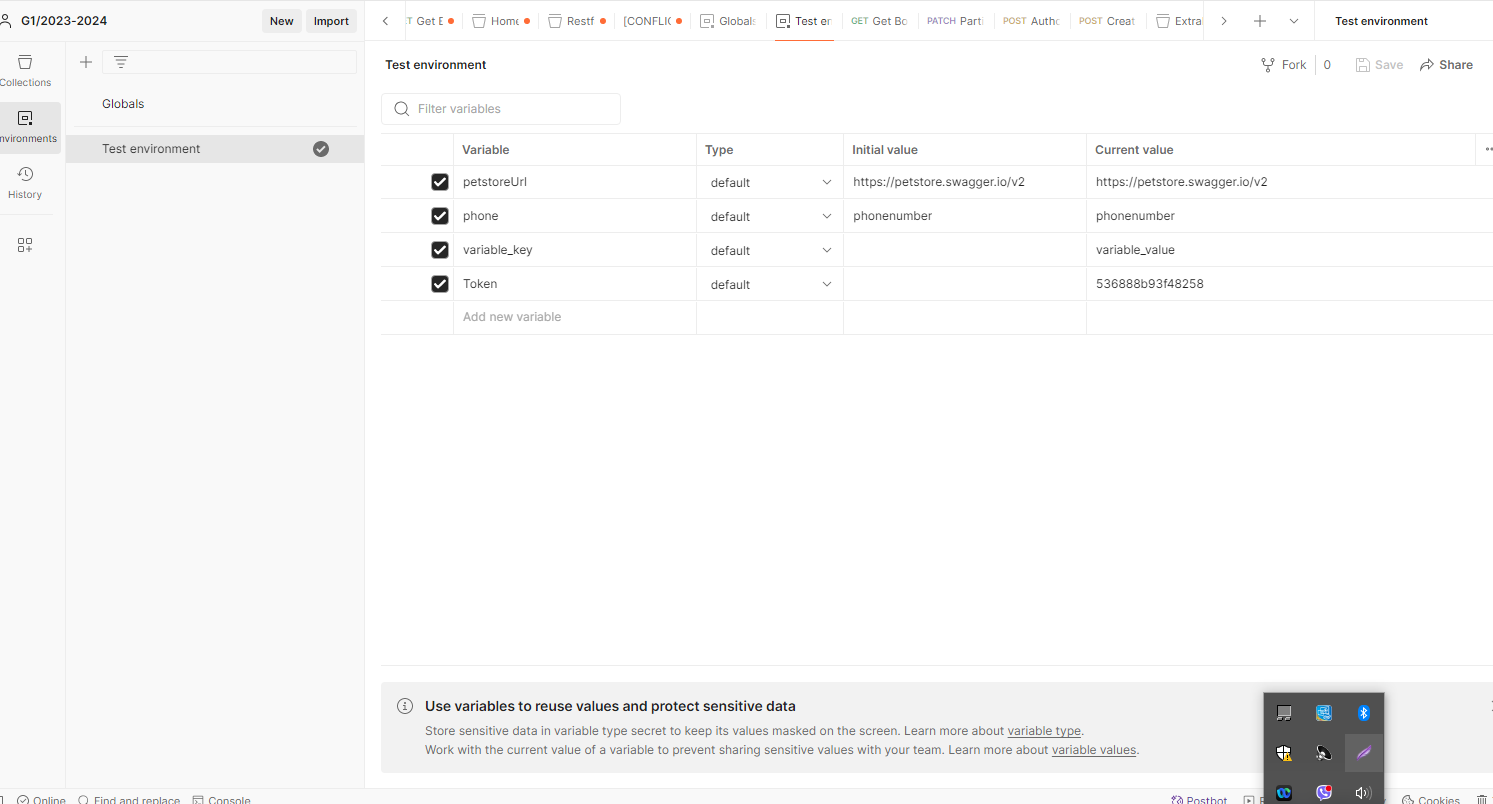 G1/2023-2024
New
Import
Get E
Home
Restf
[CONFLIC
Globals
Test er
GET Get Bo
PATCH Parti
POST Autho
POST Creat
Extra
Test environment
Collections
nvironments
History
Globals
Test environment
Test environment
Fork 0
Save
Share
Filter variables
Variable Type Initial value Current value
petstoreUrl default https://petstore.swagger.io/v2 https://petstore.swagger.io/v2
phone default phonenumber phonenumber
variable_key default variable_value
Token default 536888b93f48258
Add new variable
Use variables to reuse values and protect sensitive data
Store sensitive data in variable type secret to keep its values masked on the screen. Learn more about variable type.
Work with the current value of a variable to prevent sharing sensitive values with your team. Learn more about variable values.
Online Find and replace Console Postbot Cookies